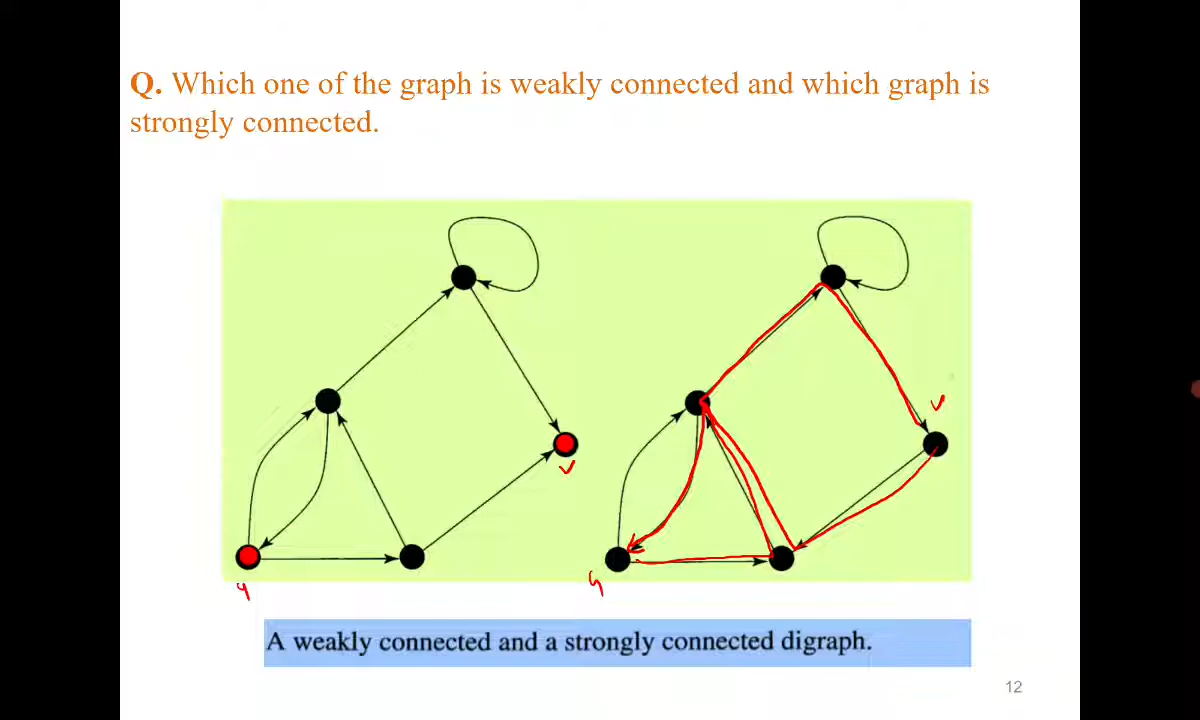 Q. Which one of the graph is weakly connected and which graph is
strongly connected.
A weakly connected and a strongly connected digraph.
12